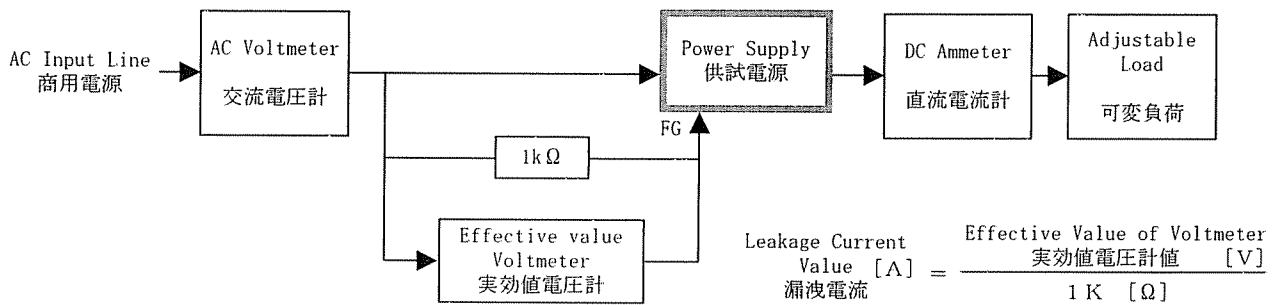 AC Input Line
商用電源
AC Voltmeter
交流電圧計
Power Supply
供試電源
FG
DC Ammeter
直流電流計
Adjustable
Load
可変負荷
1kΩ
Effective value
Voltmeter
実効値電圧計
Leakage Current
Value [A]
漏洩電流
=
Effective Value of Voltmeter
実効値電圧計値 [V]
1K [Ω]